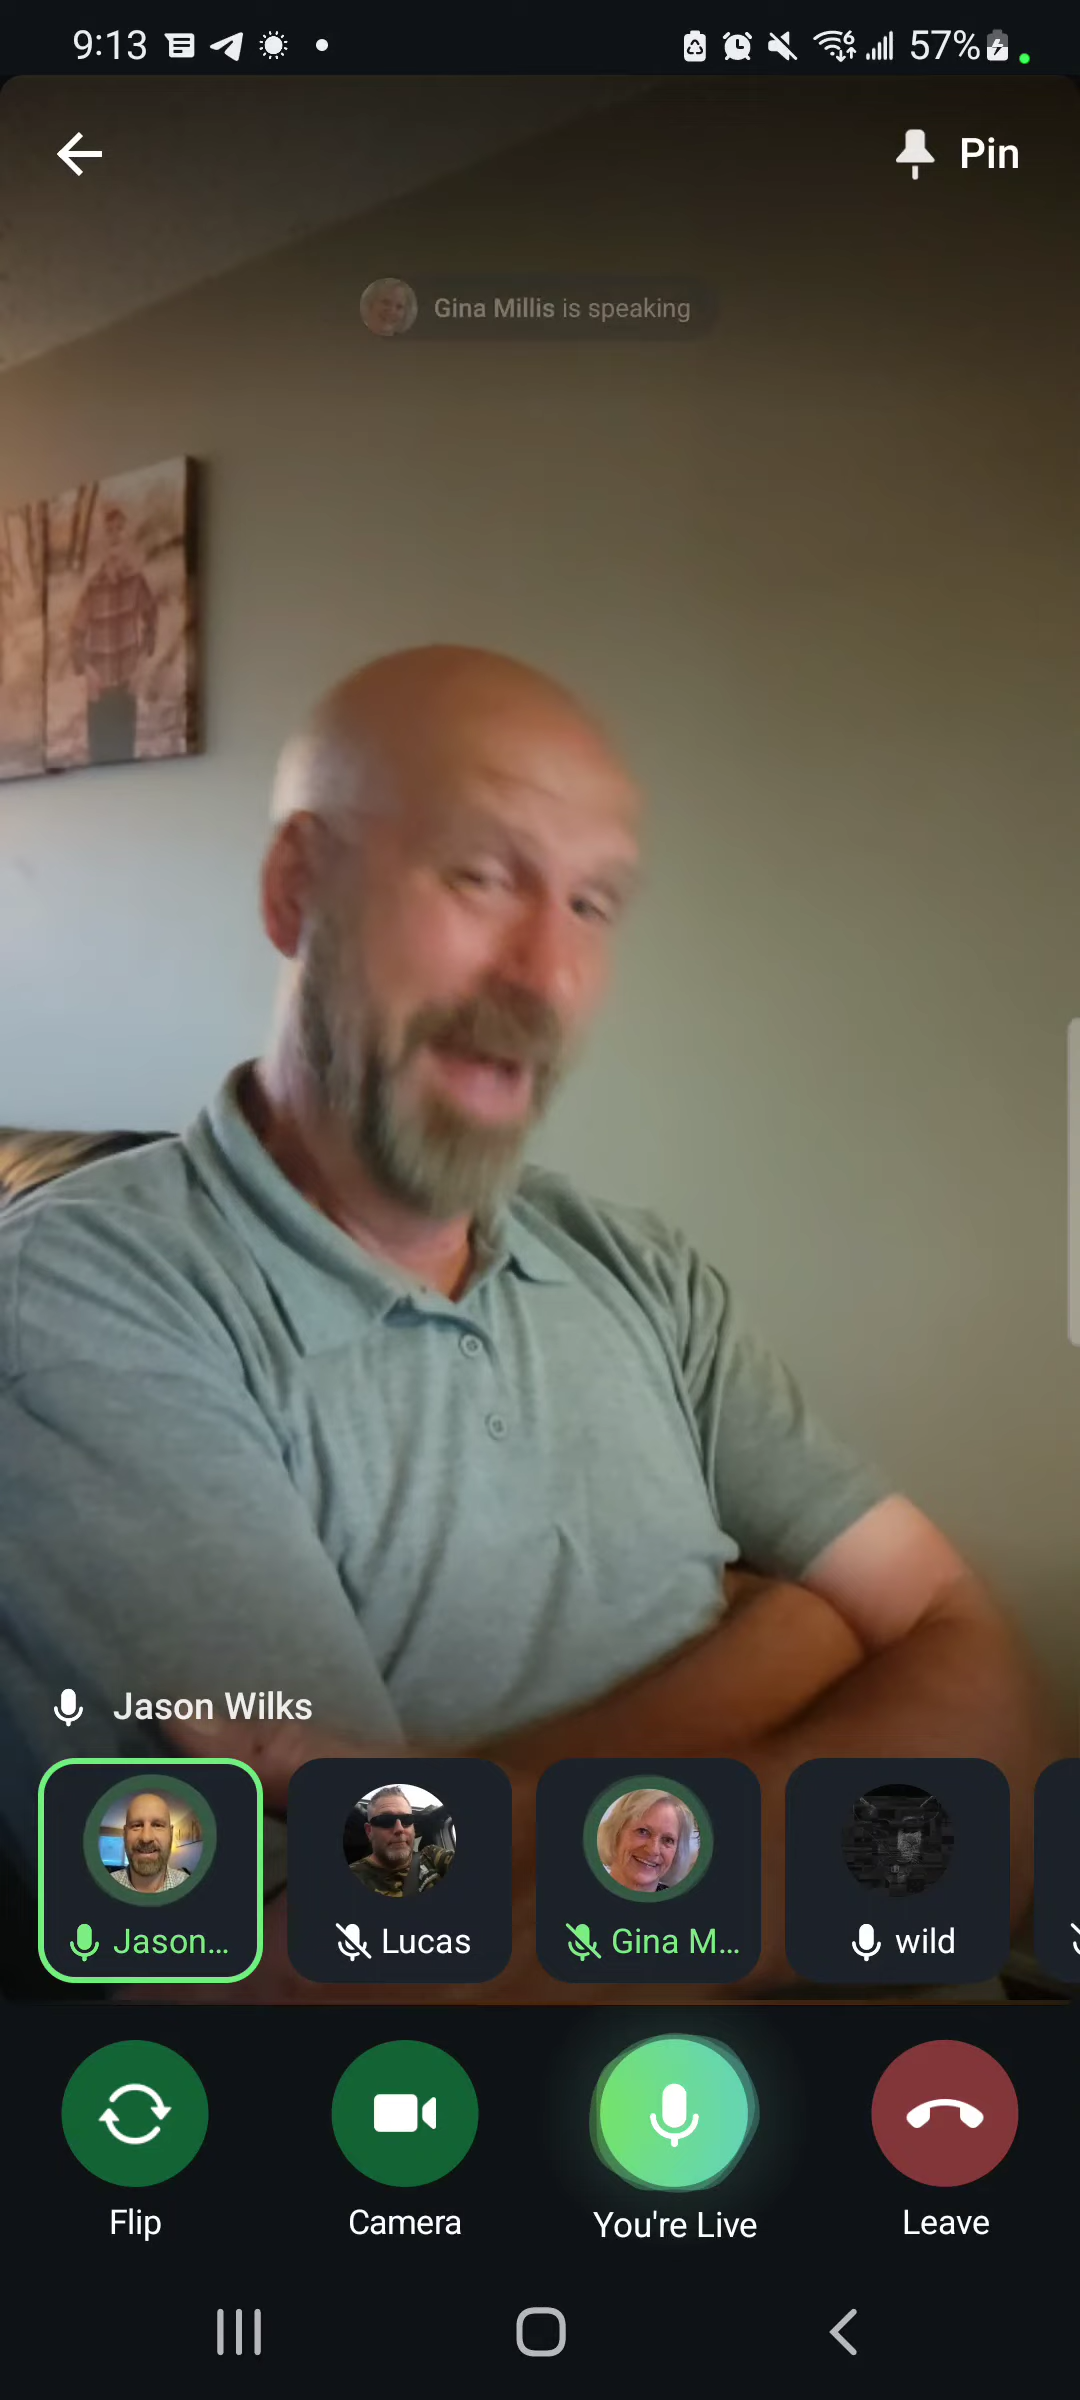 9:13
57%
Pin
Gina Millis is speaking
Jason Wilks
Jason...
Lucas
Gina M...
wild
Flip
Camera
You're Live
Leave